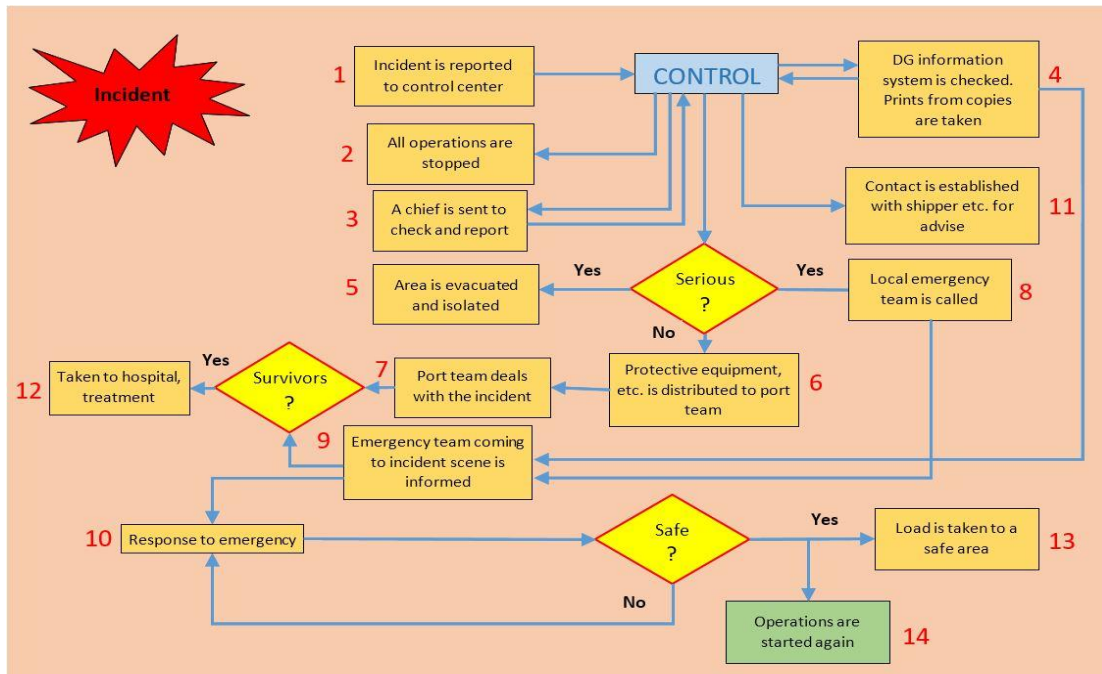 Incident
1
Incident is reported
to control center
CONTROL
DG information
system is checked.
Prints from copies
are taken
4
2
All operations are
stopped
3
A chief is sent to
check and report
Contact is established
with shipper etc. for
advise
11
5
Area is evacuated
and isolated
Yes
Serious
?
Yes
Local emergency
team is called
8
No
12
Taken to hospital,
treatment
Yes
Survivors
?
7
Port team deals
with the incident
Protective equipment,
etc. is distributed to port
team
6
9
Emergency team coming
to incident scene is
informed
10
Response to emergency
Safe
?
Yes
Load is taken to a
safe area
13
No
Operations are
started again
14